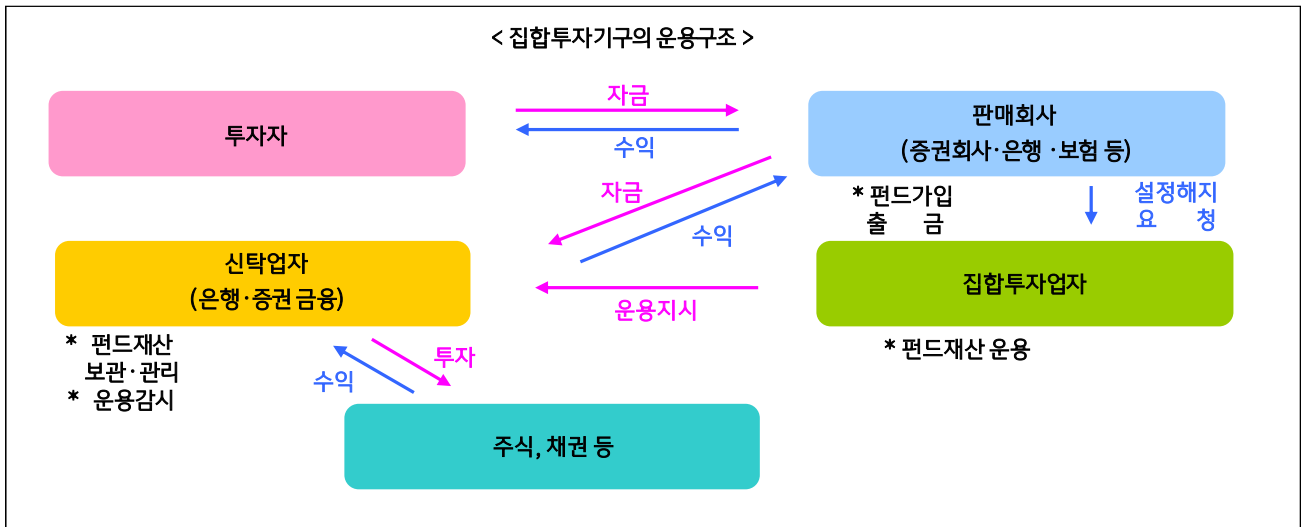 < 집합투자기구의 운용구조 >
투자자
자금
수익
판매회사
(증권회사·은행 ·보험 등)
자금
수익
* 펀드가입
출 금
설정해지
요 청
신탁업자
(은행·증권 금융)
운용지시
집합투자업자
* 펀드재산
보관·관리
* 운용감시
* 펀드재산 운용
투자
수익
주식, 채권 등